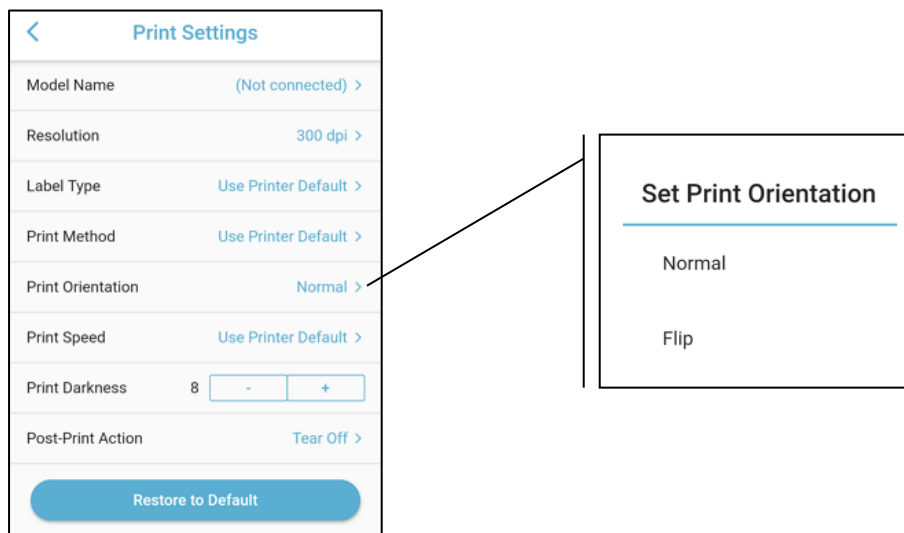 Print Settings
Model Name (Not connected) >
Resolution 300 dpi >
Label Type Use Printer Default >
Print Method Use Printer Default >
Print Orientation Normal >
Print Speed Use Printer Default >
Print Darkness 8 - +
Post-Print Action Tear Off >
Restore to Default
Set Print Orientation
Normal
Flip